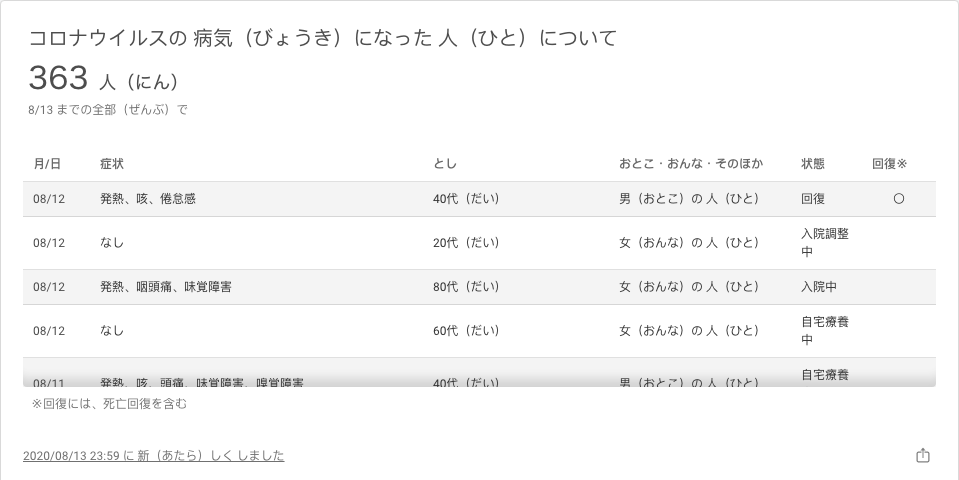 コロナウイルスの 病気（びょうき）になった 人（ひと）について
363 人（にん）
8/13 までの全部（ぜんぶ）で
月/日 症状 とし おとこ・おんな・そのほか 状態 回復※
08/12 発熱、咳、倦怠感 40代（だい） 男（おとこ）の 人（ひと） 回復 〇
08/12 なし 20代（だい） 女（おんな）の 人（ひと） 入院調整
中
08/12 発熱、咽頭痛、味覚障害 80代（だい） 女（おんな）の 人（ひと） 入院中
08/12 なし 60代（だい） 女（おんな）の 人（ひと） 自宅療養
中
08/11 発熱、咳、頭痛、味覚障害、嗅覚障害 40代（だい） 男（おとこ）の 人（ひと） 自宅療養
※回復には、死亡回復を含む
2020/08/13 23:59 に 新（あたら）しく しました